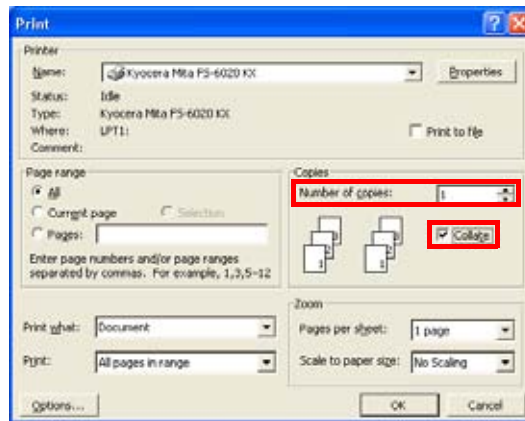 Print
Printer
Name: Kyocera Mita FS-6020 KX Properties
Status: Idle
Type: Kyocera Mita FS-6020 KX
Where: LPT1: Print to file
Comment:
Page range
All
Current page Selection
Pages:
Enter page numbers and/or page ranges
separated by commas. For example, 1,3,5-12
Copies
Number of copies: 1
Collate
1 1
Print what: Document
Print: All pages in range
Zoom
Pages per sheet: 1 page
Scale to paper size: No Scaling
Options... OK Cancel